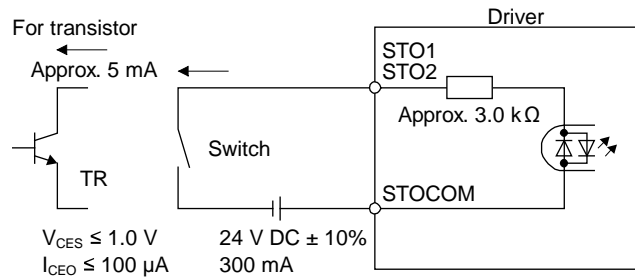 Driver
For transistor
Approx. 5 mA
STO1
STO2
Approx. 3.0 kΩ
Switch
TR
STOCOM
VCES ≤ 1.0 V
ICEO ≤ 100 μA
24 V DC ± 10%
300 mA